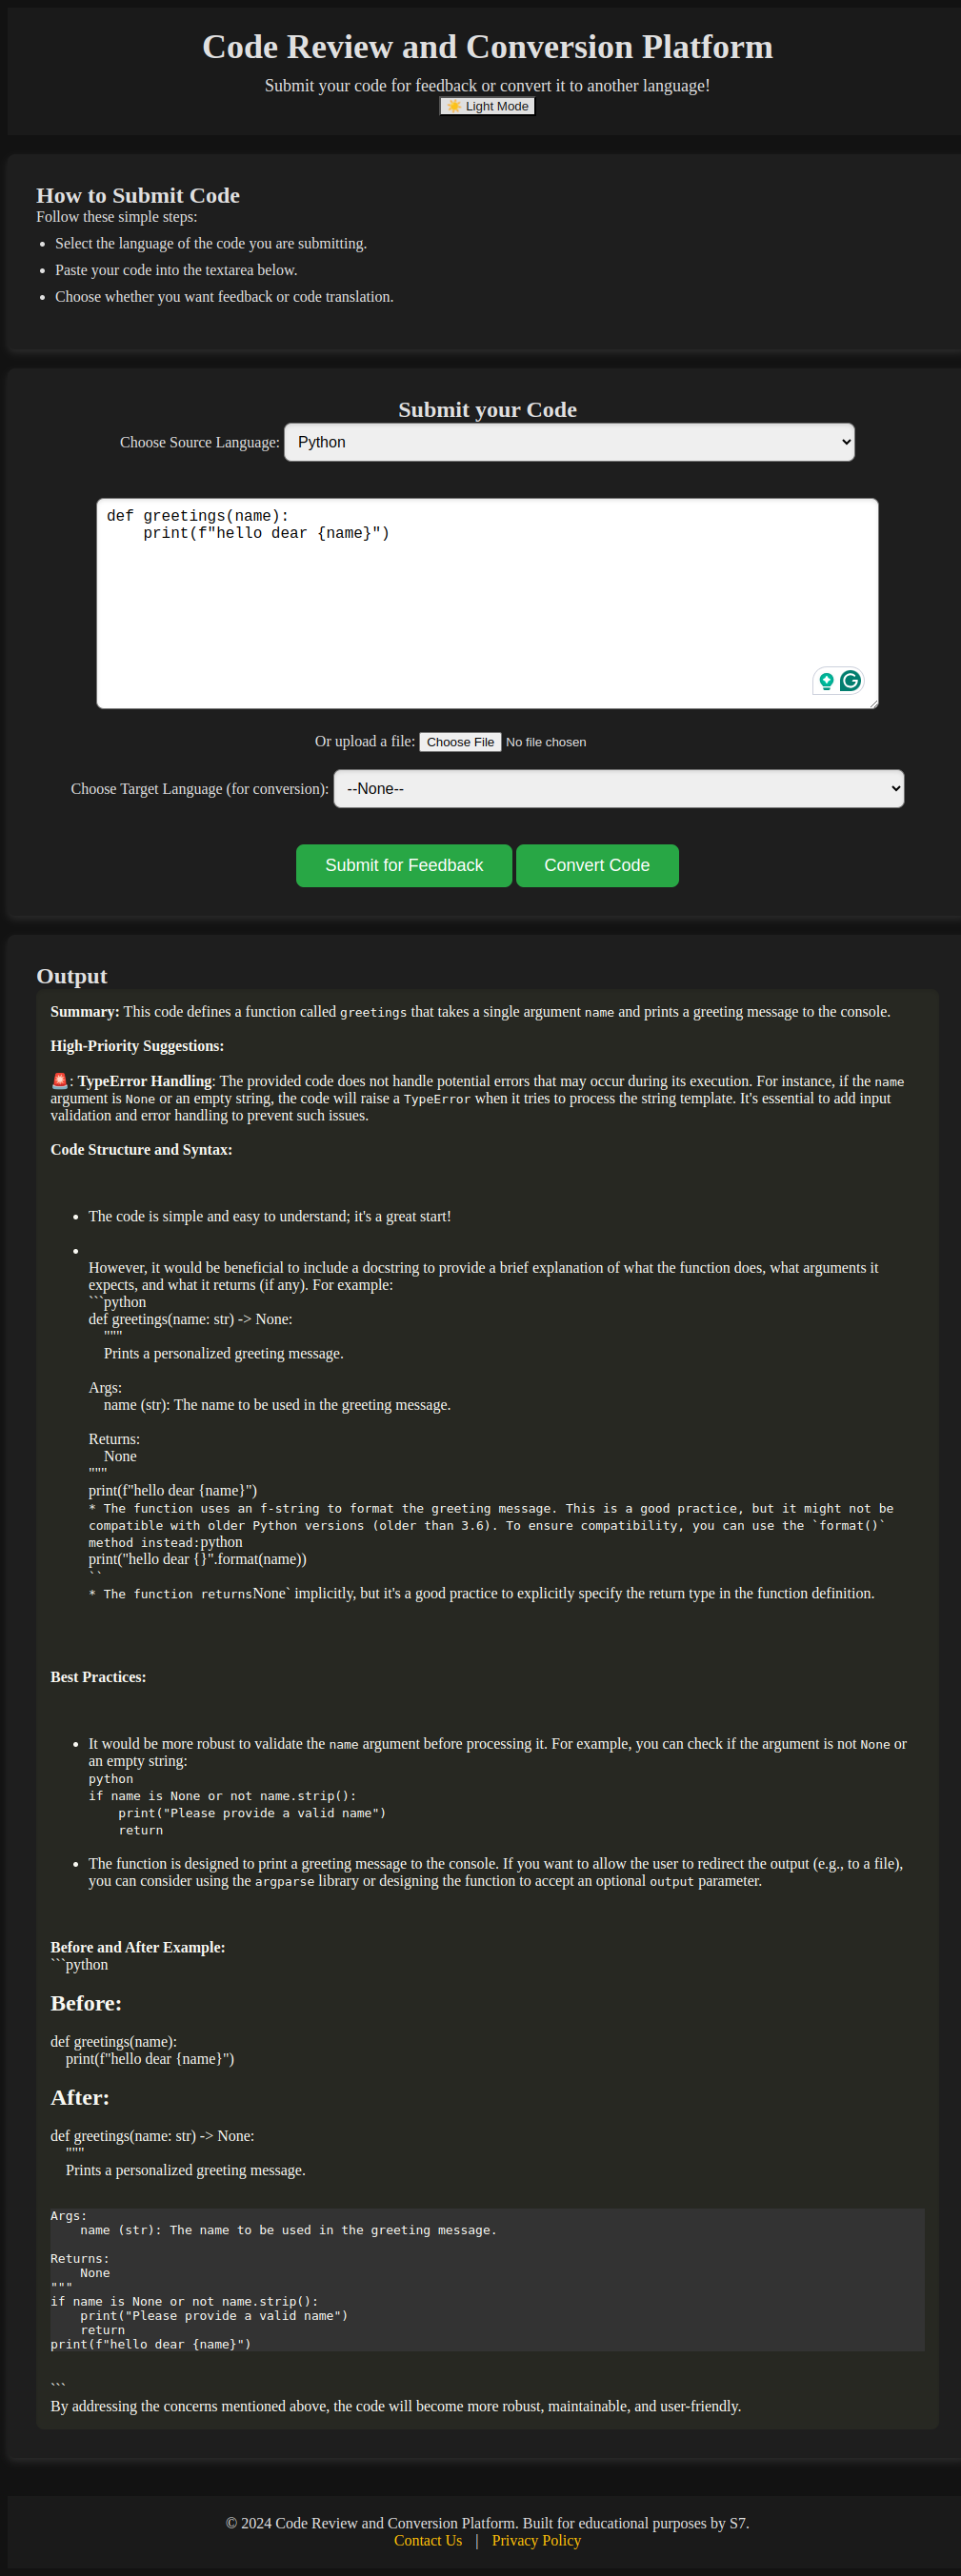 Code Review and Conversion Platform
Submit your code for feedback or convert it to another language!
☀️ Light Mode
How to Submit Code
Follow these simple steps:
• Select the language of the code you are submitting.
• Paste your code into the textarea below.
• Choose whether you want feedback or code translation.
Submit your Code
Choose Source Language: Python
def greetings(name):
    print(f"hello dear {name}")
Or upload a file: Choose File No file chosen
Choose Target Language (for conversion): --None--
Submit for Feedback Convert Code
Output
Summary: This code defines a function called greetings that takes a single argument name and prints a greeting message to the console.
High-Priority Suggestions:
🚨: TypeError Handling: The provided code does not handle potential errors that may occur during its execution. For instance, if the name
argument is None or an empty string, the code will raise a TypeError when it tries to process the string template. It's essential to add input
validation and error handling to prevent such issues.
Code Structure and Syntax:
• The code is simple and easy to understand; it's a great start!
•
However, it would be beneficial to include a docstring to provide a brief explanation of what the function does, what arguments it
expects, and what it returns (if any). For example:
```python
def greetings(name: str) -> None:
    """
    Prints a personalized greeting message.
Args:
    name (str): The name to be used in the greeting message.
Returns:
    None
"""
print(f"hello dear {name}")
* The function uses an f-string to format the greeting message. This is a good practice, but it might not be
compatible with older Python versions (older than 3.6). To ensure compatibility, you can use the `format()`
method instead:python
print("hello dear {}".format(name))
``
* The function returnsNone` implicitly, but it's a good practice to explicitly specify the return type in the function definition.
Best Practices:
• It would be more robust to validate the name argument before processing it. For example, you can check if the argument is not None or
an empty string:
python
if name is None or not name.strip():
    print("Please provide a valid name")
    return
• The function is designed to print a greeting message to the console. If you want to allow the user to redirect the output (e.g., to a file),
you can consider using the argparse library or designing the function to accept an optional output parameter.
Before and After Example:
```python
Before:
def greetings(name):
    print(f"hello dear {name}")
After:
def greetings(name: str) -> None:
    """
    Prints a personalized greeting message.
Args:
    name (str): The name to be used in the greeting message.
Returns:
    None
"""
if name is None or not name.strip():
    print("Please provide a valid name")
    return
print(f"hello dear {name}")
```
By addressing the concerns mentioned above, the code will become more robust, maintainable, and user-friendly.
© 2024 Code Review and Conversion Platform. Built for educational purposes by S7.
Contact Us | Privacy Policy